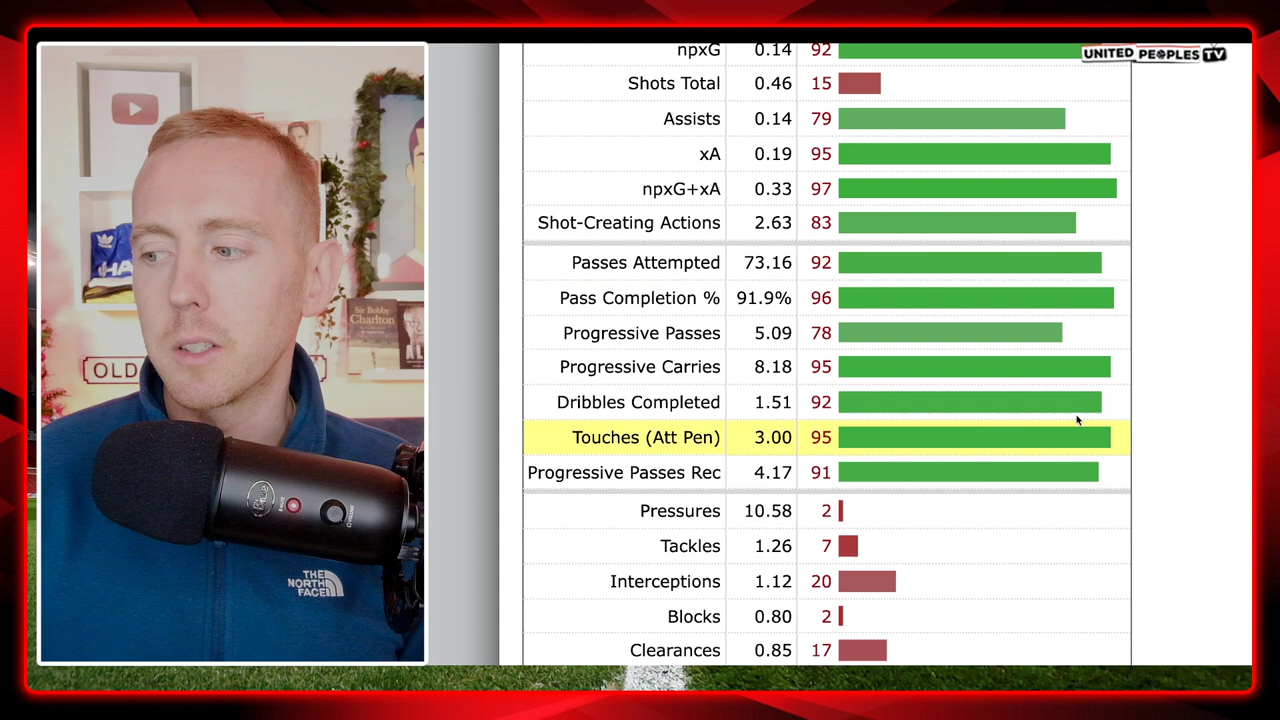 UNITED PEOPLES TV
npxG 0.14 92
Shots Total 0.46 15
Assists 0.14 79
xA 0.19 95
npxG+xA 0.33 97
Shot-Creating Actions 2.63 83
Passes Attempted 73.16 92
Pass Completion % 91.9% 96
Progressive Passes 5.09 78
Progressive Carries 8.18 95
Dribbles Completed 1.51 92
Touches (Att Pen) 3.00 95
Progressive Passes Rec 4.17 91
Pressures 10.58 2
Tackles 1.26 7
Interceptions 1.12 20
Blocks 0.80 2
Clearances 0.85 17
Sir Bobby
Charlton
OLD
THE
NORTH
FACE